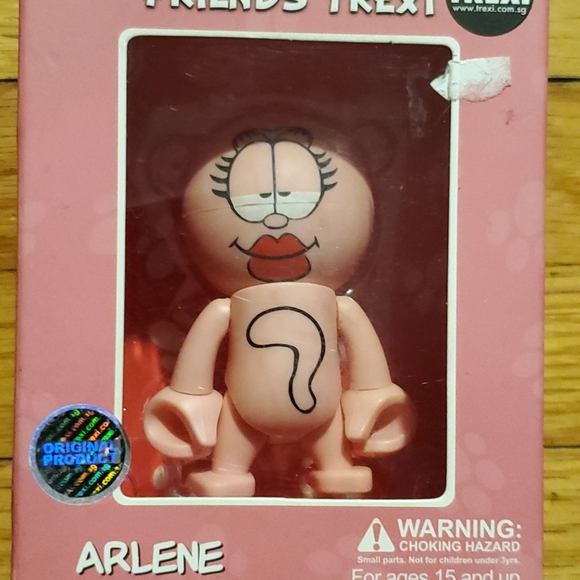 FRIENDS TREXI
TREXI
www.trexi.com.sg
ORIGINAL
PRODUCT
ARLENE
WARNING:
CHOKING HAZARD
Small parts. Not for children under 3yrs.
For ages 15 and up